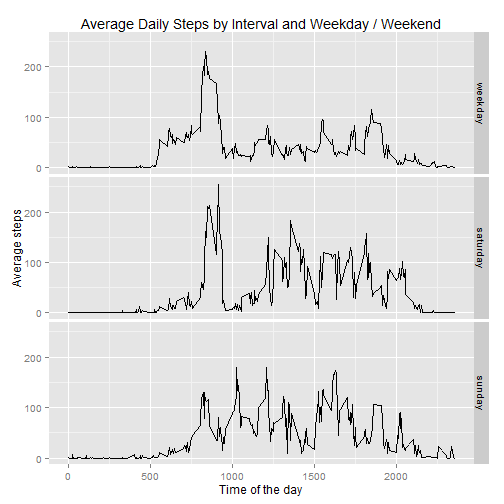 Average Daily Steps by Interval and Weekday / Weekend
Average steps
200
100
0
weekday
200
100
0
saturday
200
100
0
sunday
0
500
1000
1500
2000
Time of the day